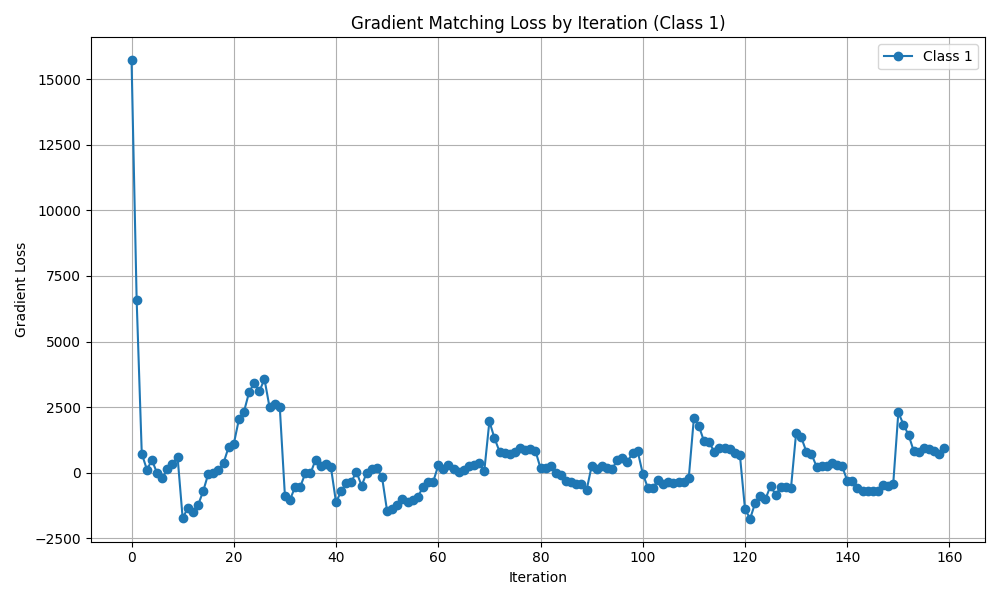 Gradient Matching Loss by Iteration (Class 1)
Class 1
15000
12500
10000
7500
5000
2500
0
−2500
Gradient Loss
0 20 40 60 80 100 120 140 160
Iteration